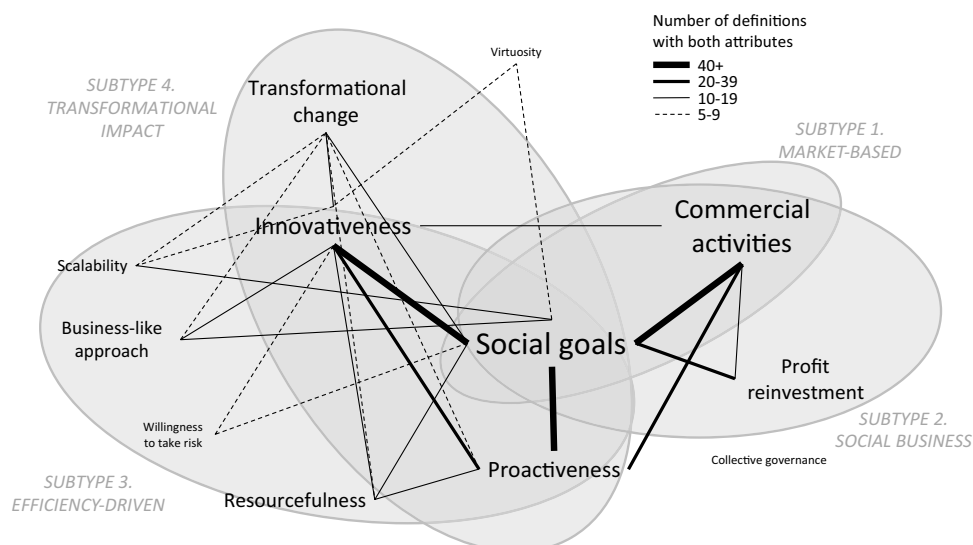 Number of definitions
with both attributes
40+
20-39
10-19
5-9
Virtuosity
SUBTYPE 4.
TRANSFORMATIONAL
IMPACT
Transformational
change
SUBTYPE 1.
MARKET-BASED
Innovativeness
Commercial
activities
Scalability
Business-like
approach
Social goals
Profit
reinvestment
Willingness
to take risk
SUBTYPE 2.
SOCIAL BUSINESS
Collective governance
Proactiveness
SUBTYPE 3.
EFFICIENCY-DRIVEN
Resourcefulness